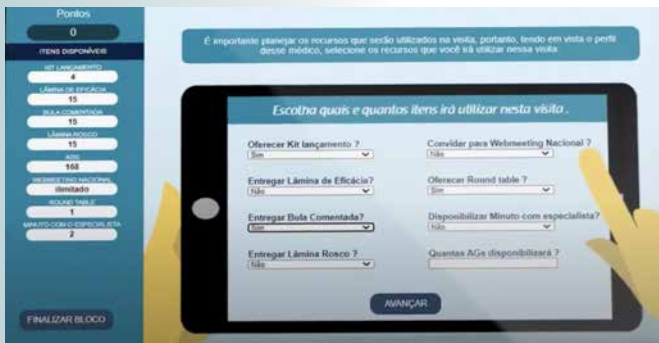 Pontos
0
ITENS DISPONÍVEIS
KIT LANÇAMENTO
4
LÂMINA DE EFICÁCIA
15
BULA COMENTADA
15
LÂMINA ROSCO
15
AGS
168
WEBMEETING NACIONAL
ilimitado
ROUND TABLE
1
MINUTO COM O ESPECIALISTA
2
FINALIZAR BLOCO
É importante planejar os recursos que serão utilizados na visita, portanto, tendo em vista o perfil
desse médico, selecione os recursos que você irá utilizar nessa visita
Escolha quais e quantos itens irá utilizar nesta visita .
Oferecer Kit lançamento ?
Sim
Entregar Lâmina de Eficácia?
Não
Entregar Bula Comentada?
Sim
Entregar Lâmina Rosco ?
Não
Convidar para Webmeeting Nacional ?
Não
Oferecer Round table ?
Sim
Disponibilizar Minuto com especialista?
Não
Quantas AGs disponibilizará ?
AVANÇAR